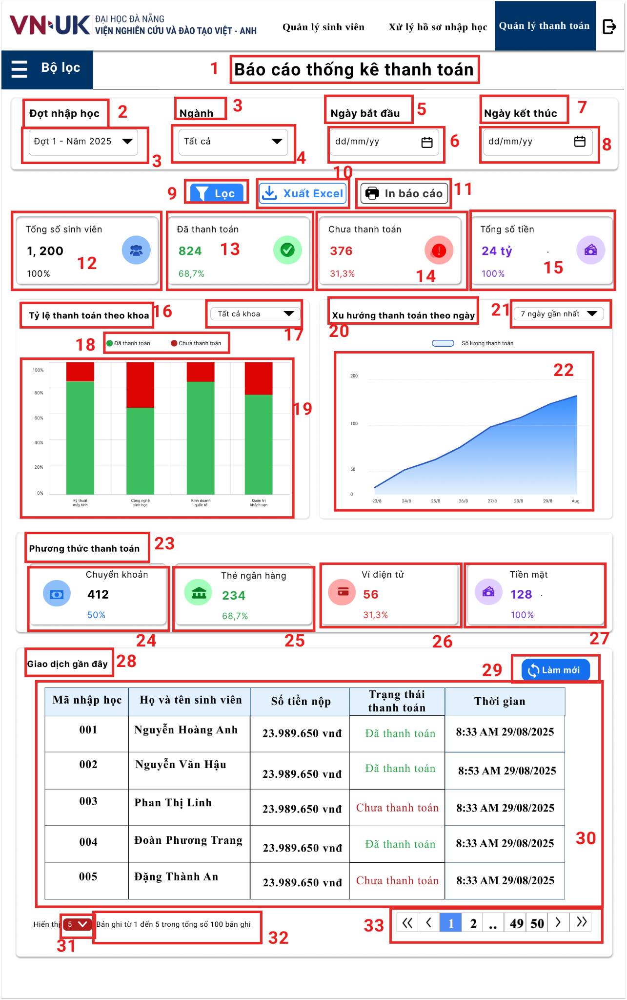 VN-UK
ĐẠI HỌC ĐÀ NẴNG
VIỆN NGHIÊN CỨU VÀ ĐÀO TẠO VIỆT - ANH
Quản lý sinh viên
Xử lý hồ sơ nhập học
Quản lý thanh toán
Bộ lọc
1
Báo cáo thống kê thanh toán
Đợt nhập học
2
Ngành
3
Ngày bắt đầu
5
Ngày kết thúc
7
Đợt 1 - Năm 2025
3
Tất cả
4
dd/mm/yy
6
dd/mm/yy
8
9
Lọc
10
Xuất Excel
In báo cáo
11
Tổng số sinh viên
1, 200
12
100%
Đã thanh toán
824
13
68,7%
Chưa thanh toán
376
31,3%
14
Tổng số tiền
24 tỷ
.
15
100%
Tỷ lệ thanh toán theo khoa
16
Tất cả khoa
17
18
Đã thanh toán
Chưa thanh toán
100%
80%
60%
40%
20%
0%
Kỹ thuật
máy tính
Công nghệ
sinh học
Kinh doanh
quốc tế
Quản trị
khách sạn
19
Xu hướng thanh toán theo ngày
20
21
7 ngày gần nhất
Số lượng thanh toán
22
200
100
50
0
23/8
24/8
25/8
26/8
27/8
28/8
29/8
Aug
Phương thức thanh toán
23
Chuyển khoản
412
50%
24
Thẻ ngân hàng
234
68,7%
25
Ví điện tử
56
31,3%
26
Tiền mặt
128
.
100%
27
Giao dịch gần đây
28
29
Làm mới
Mã nhập học
Họ và tên sinh viên
Số tiền nộp
Trạng thái
thanh toán
Thời gian
001
Nguyễn Hoàng Anh
23.989.650 vnđ
Đã thanh toán
8:33 AM 29/08/2025
002
Nguyễn Văn Hậu
23.989.650 vnđ
Đã thanh toán
8:53 AM 29/08/2025
003
Phan Thị Linh
23.989.650 vnđ
Chưa thanh toán
8:33 AM 29/08/2025
004
Đoàn Phương Trang
23.989.650 vnđ
Đã thanh toán
8:33 AM 29/08/2025
005
Đặng Thành An
23.989.650 vnđ
Chưa thanh toán
8:33 AM 29/08/2025
30
Hiển thị
5
31
Bản ghi từ 1 đến 5 trong tổng số 100 bản ghi
32
33
1
2
..
49
50